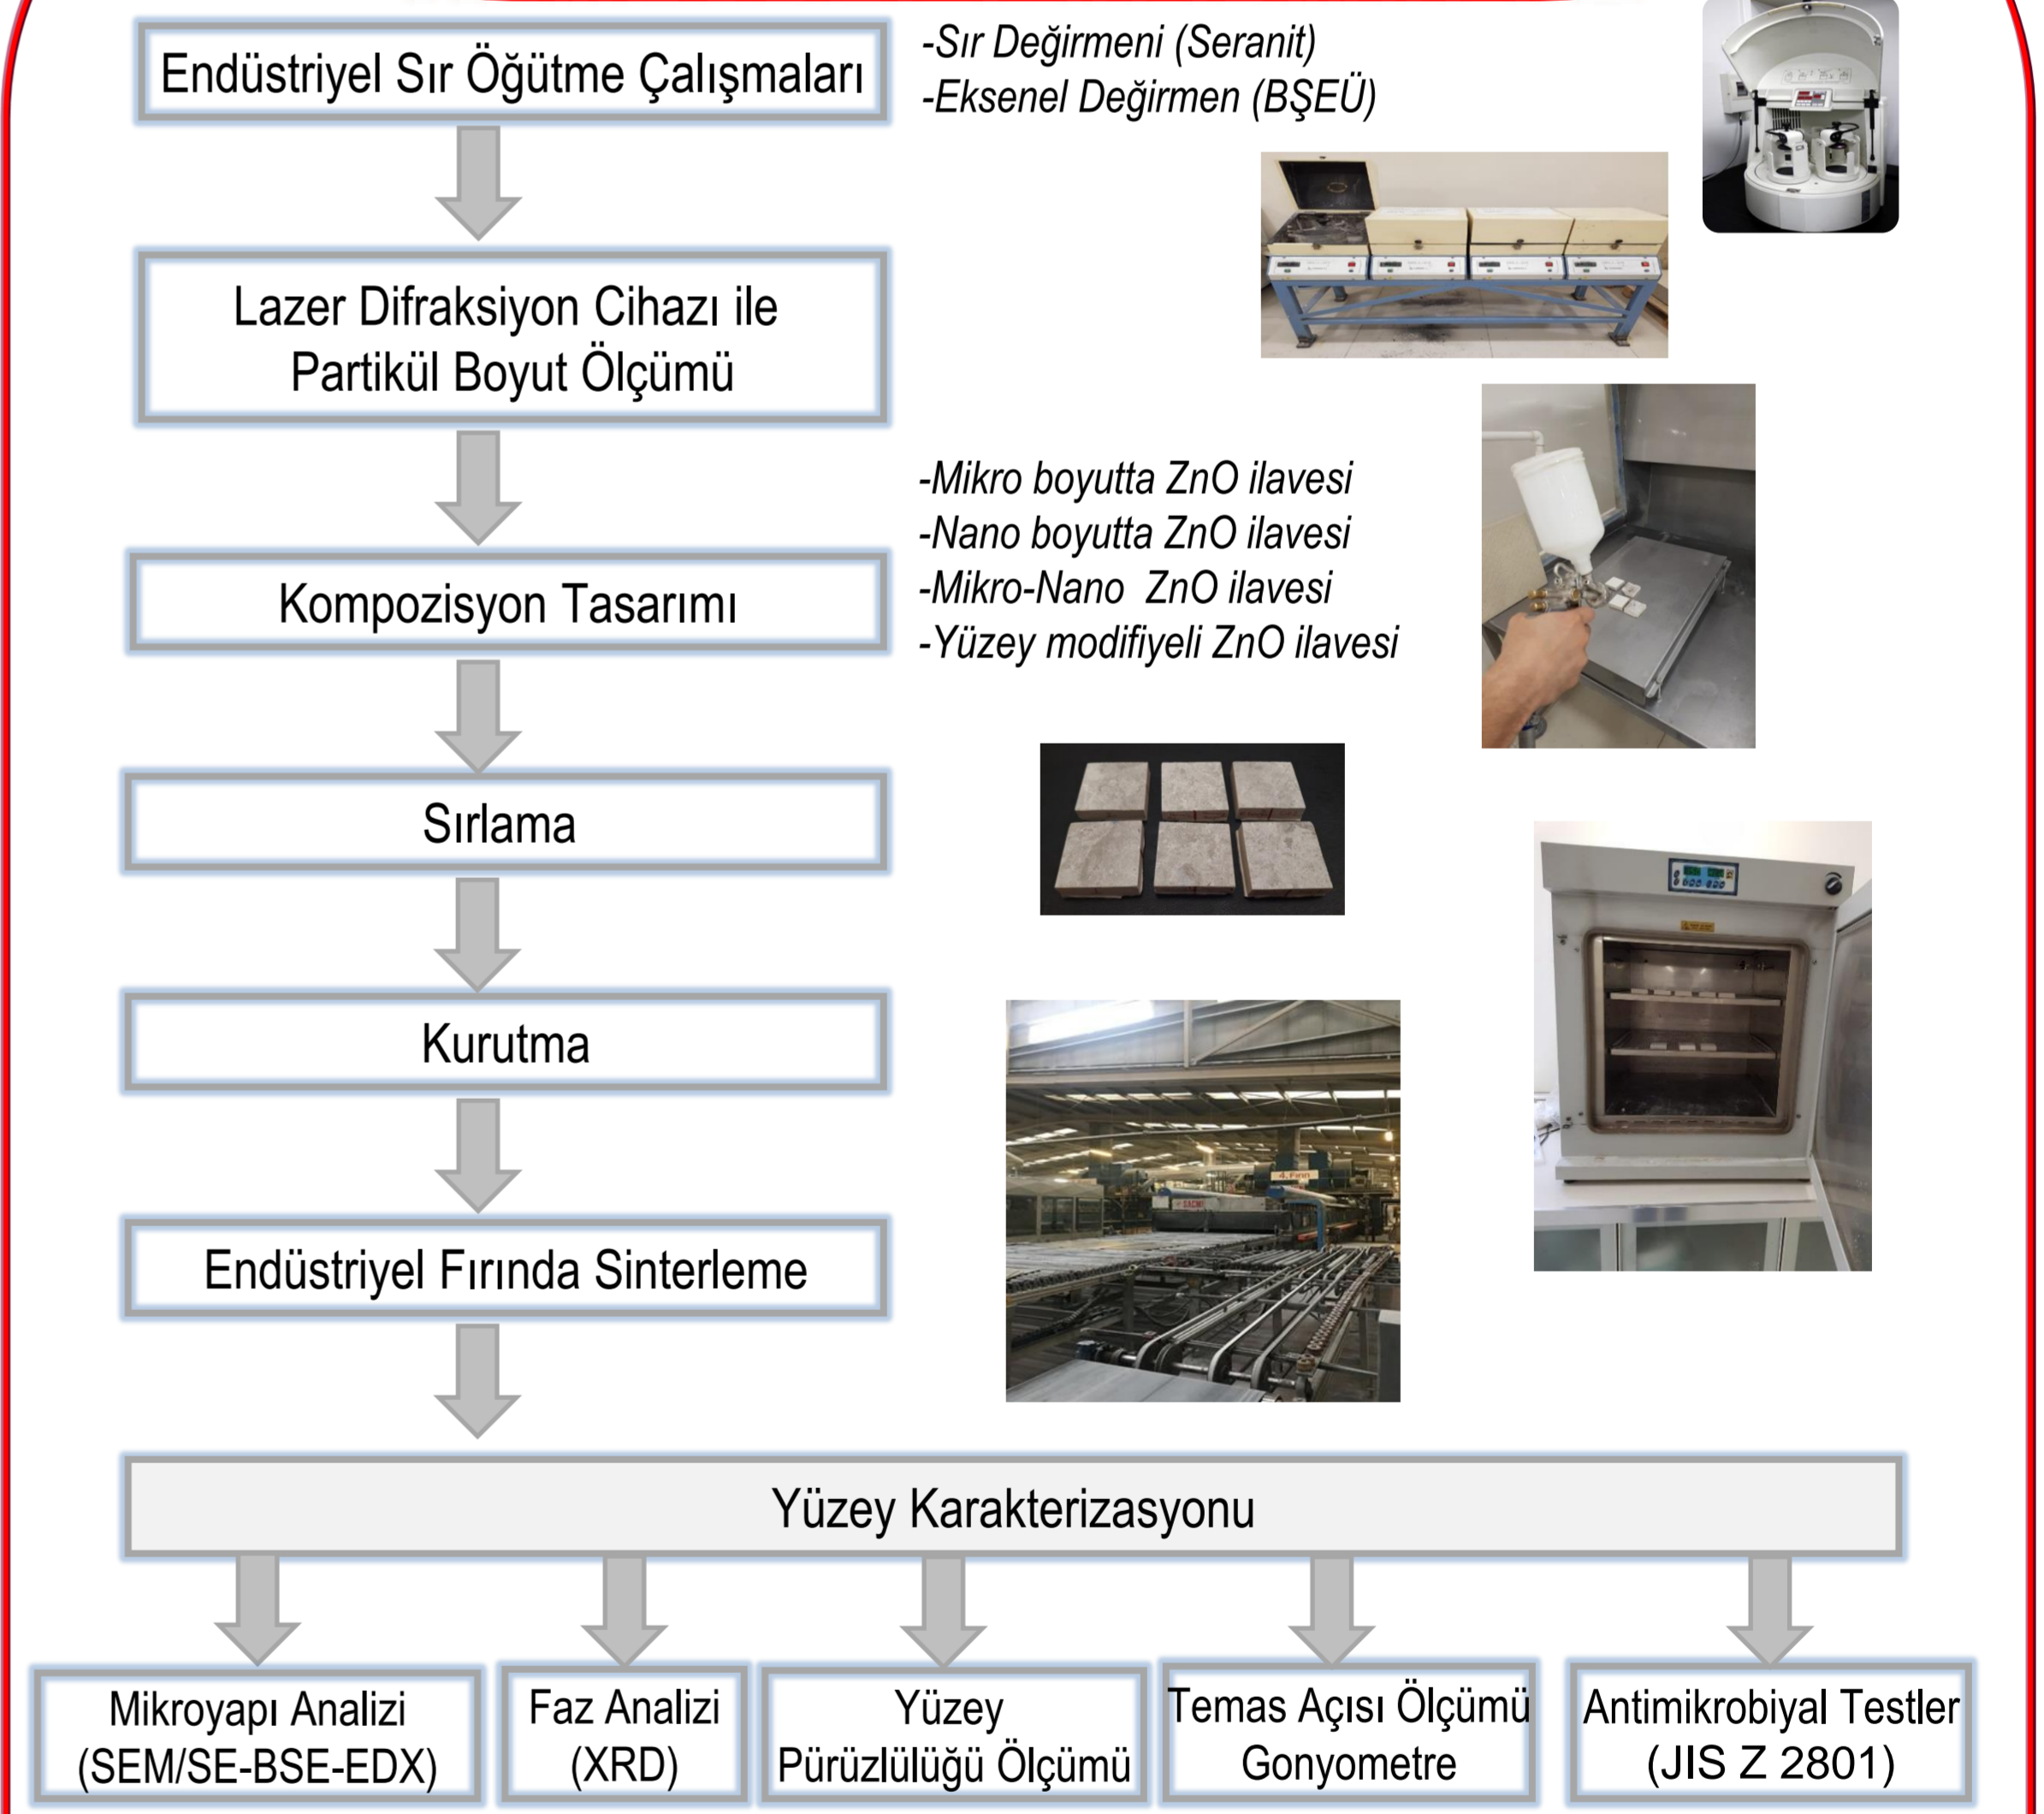 Endüstriyel Sır Öğütme Çalışmaları
-Sır Değirmeni (Seranit)
-Eksenel Değirmen (BŞEÜ)
Lazer Difraksiyon Cihazı ile
Partikül Boyut Ölçümü
Kompozisyon Tasarımı
-Mikro boyutta ZnO ilavesi
-Nano boyutta ZnO ilavesi
-Mikro-Nano ZnO ilavesi
-Yüzey modifiyeli ZnO ilavesi
Sırlama
Kurutma
4. Fırın
SACMI
Endüstriyel Fırında Sinterleme
Yüzey Karakterizasyonu
Mikroyapı Analizi
(SEM/SE-BSE-EDX)
Faz Analizi
(XRD)
Yüzey
Pürüzlülüğü Ölçümü
Temas Açısı Ölçümü
Gonyometre
Antimikrobiyal Testler
(JIS Z 2801)